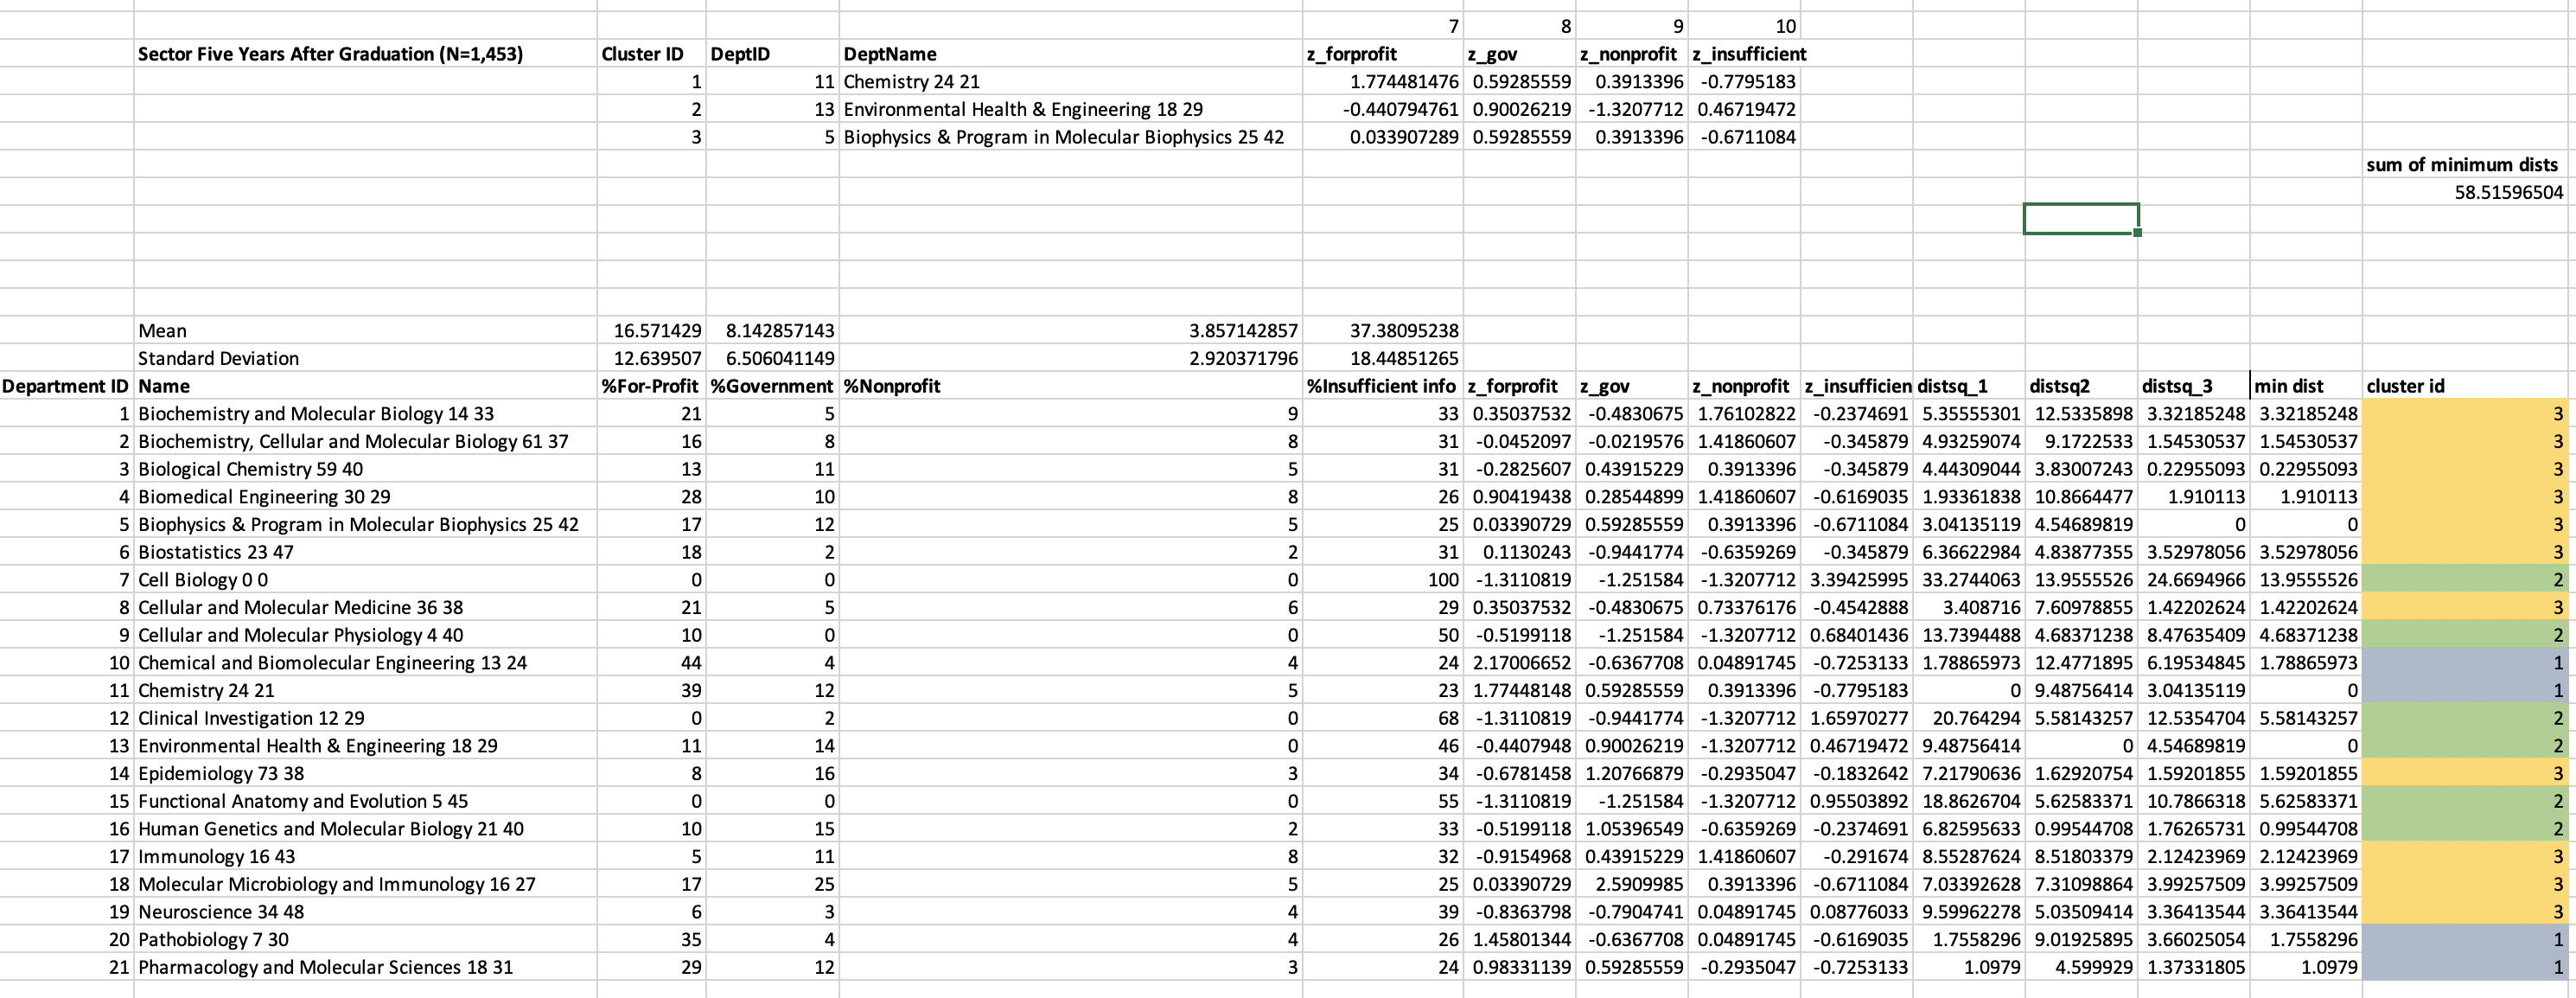 7 8 9 10
Sector Five Years After Graduation (N=1,453) Cluster ID DeptID DeptName z_forprofit z_gov z_nonprofit z_insufficient
1 11 Chemistry 24 21 1.774481476 0.59285559 0.3913396 -0.7795183
2 13 Environmental Health & Engineering 18 29 -0.440794761 0.90026219 -1.3207712 0.46719472
3 5 Biophysics & Program in Molecular Biophysics 25 42 0.033907289 0.59285559 0.3913396 -0.6711084
sum of minimum dists
58.51596504
Mean 16.571429 8.142857143 3.857142857 37.38095238
Standard Deviation 12.639507 6.506041149 2.920371796 18.44851265
Department ID Name %For-Profit %Government %Nonprofit %Insufficient info z_forprofit z_gov z_nonprofit z_insufficien distsq_1 distsq2 distsq_3 min dist cluster id
1 Biochemistry and Molecular Biology 14 33 21 5 9 33 0.35037532 -0.4830675 1.76102822 -0.2374691 5.35555301 12.5335898 3.32185248 3.32185248 3
2 Biochemistry, Cellular and Molecular Biology 61 37 16 8 8 31 -0.0452097 -0.0219576 1.41860607 -0.345879 4.93259074 9.1722533 1.54530537 1.54530537 3
3 Biological Chemistry 59 40 13 11 5 31 -0.2825607 0.43915229 0.3913396 -0.345879 4.44309044 3.83007243 0.22955093 0.22955093 3
4 Biomedical Engineering 30 29 28 10 8 26 0.90419438 0.28544899 1.41860607 -0.6169035 1.93361838 10.8664477 1.910113 1.910113 3
5 Biophysics & Program in Molecular Biophysics 25 42 17 12 5 25 0.03390729 0.59285559 0.3913396 -0.6711084 3.04135119 4.54689819 0 0 3
6 Biostatistics 23 47 18 2 2 31 0.1130243 -0.9441774 -0.6359269 -0.345879 6.36622984 4.83877355 3.52978056 3.52978056 3
7 Cell Biology 0 0 0 0 0 100 -1.3110819 -1.251584 -1.3207712 3.39425995 33.2744063 13.9555526 24.6694966 13.9555526 2
8 Cellular and Molecular Medicine 36 38 21 5 6 29 0.35037532 -0.4830675 0.73376176 -0.4542888 3.408716 7.60978855 1.42202624 1.42202624 3
9 Cellular and Molecular Physiology 4 40 10 0 0 50 -0.5199118 -1.251584 -1.3207712 0.68401436 13.7394488 4.68371238 8.47635409 4.68371238 2
10 Chemical and Biomolecular Engineering 13 24 44 4 4 24 2.17006652 -0.6367708 0.04891745 -0.7253133 1.78865973 12.4771895 6.19534845 1.78865973 1
11 Chemistry 24 21 39 12 5 23 1.77448148 0.59285559 0.3913396 -0.7795183 0 9.48756414 3.04135119 0 1
12 Clinical Investigation 12 29 0 2 0 68 -1.3110819 -0.9441774 -1.3207712 1.65970277 20.764294 5.58143257 12.5354704 5.58143257 2
13 Environmental Health & Engineering 18 29 11 14 0 46 -0.4407948 0.90026219 -1.3207712 0.46719472 9.48756414 0 4.54689819 0 2
14 Epidemiology 73 38 8 16 3 34 -0.6781458 1.20766879 -0.2935047 -0.1832642 7.21790636 1.62920754 1.59201855 1.59201855 3
15 Functional Anatomy and Evolution 5 45 0 0 0 55 -1.3110819 -1.251584 -1.3207712 0.95503892 18.8626704 5.62583371 10.7866318 5.62583371 2
16 Human Genetics and Molecular Biology 21 40 10 15 2 33 -0.5199118 1.05396549 -0.6359269 -0.2374691 6.82595633 0.99544708 1.76265731 0.99544708 2
17 Immunology 16 43 5 11 8 32 -0.9154968 0.43915229 1.41860607 -0.291674 8.55287624 8.51803379 2.12423969 2.12423969 3
18 Molecular Microbiology and Immunology 16 27 17 25 5 25 0.03390729 2.5909985 0.3913396 -0.6711084 7.03392628 7.31098864 3.99257509 3.99257509 3
19 Neuroscience 34 48 6 3 4 39 -0.8363798 -0.7904741 0.04891745 0.08776033 9.59962278 5.03509414 3.36413544 3.36413544 3
20 Pathobiology 7 30 35 4 4 26 1.45801344 -0.6367708 0.04891745 -0.6169035 1.7558296 9.01925895 3.66025054 1.7558296 1
21 Pharmacology and Molecular Sciences 18 31 29 12 3 24 0.98331139 0.59285559 -0.2935047 -0.7253133 1.0979 4.599929 1.37331805 1.0979 1